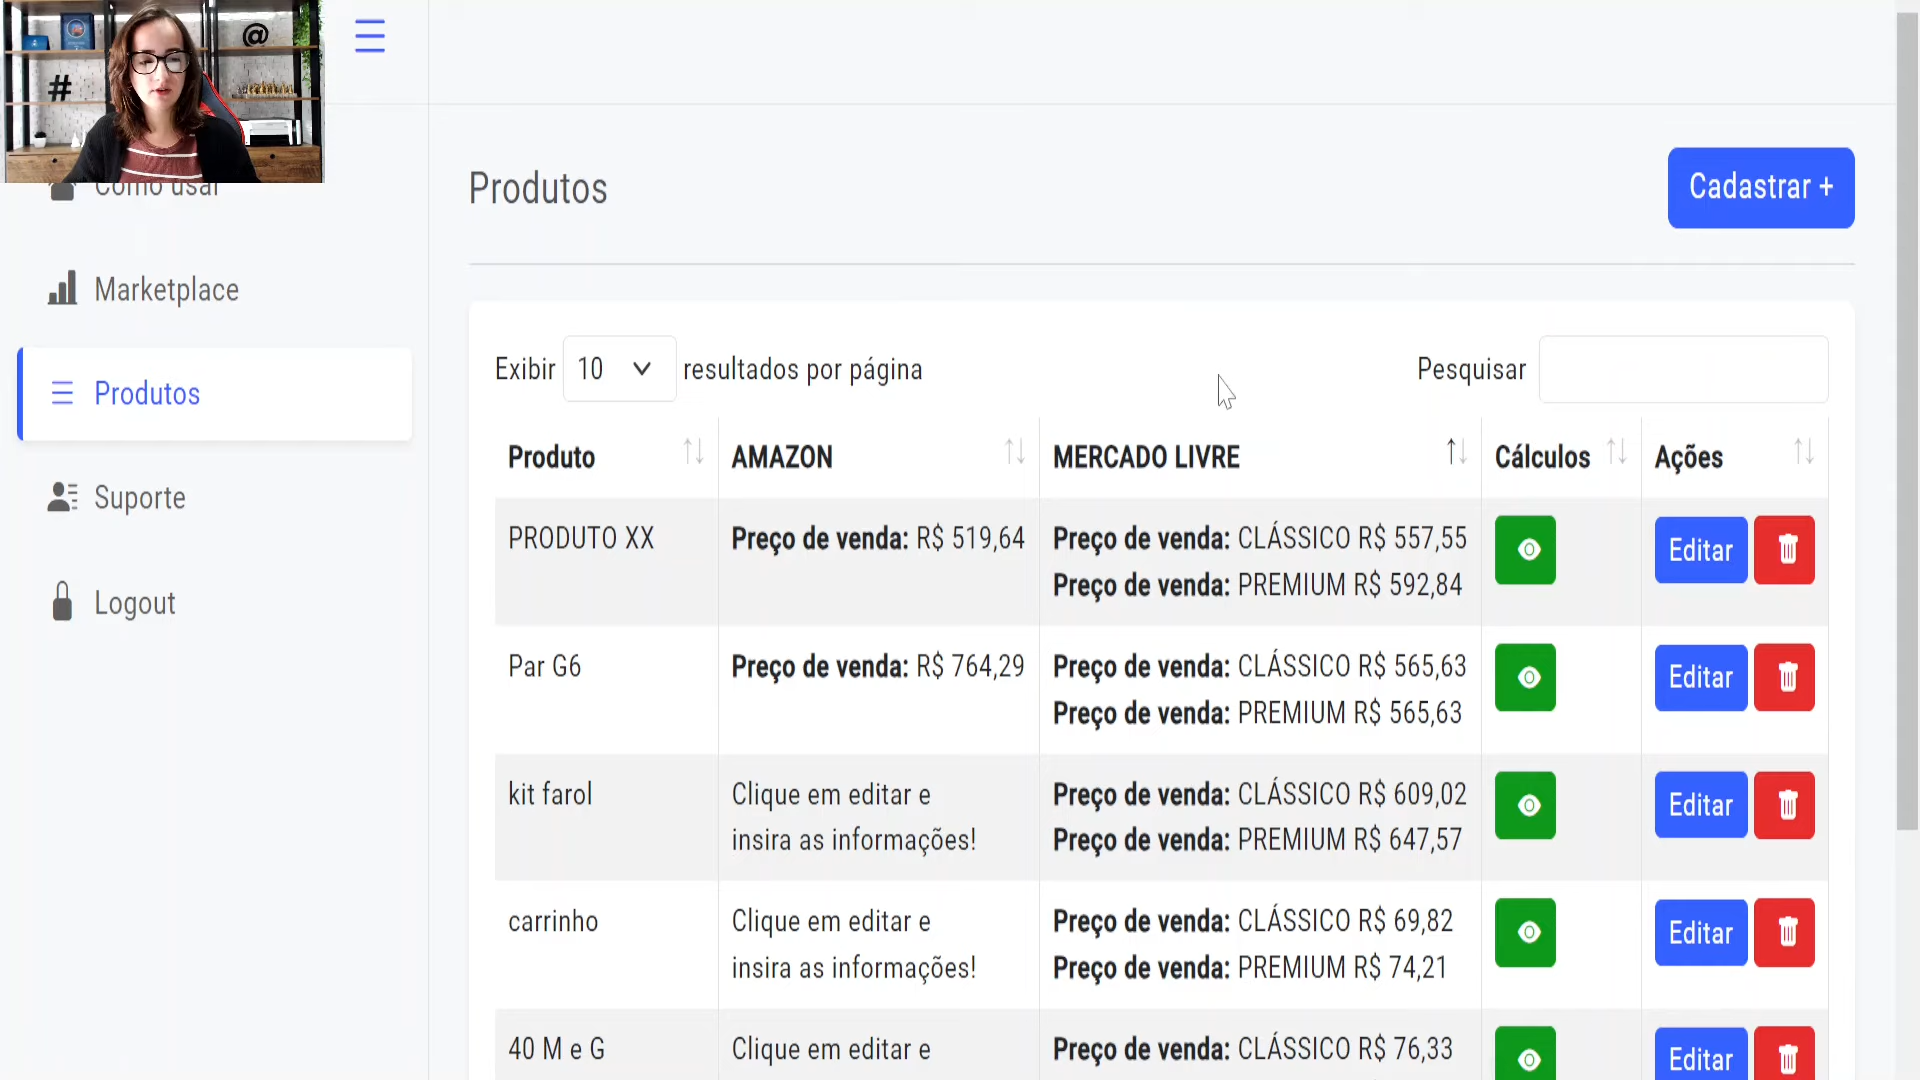 @
#
Como usar
Marketplace
Produtos
Suporte
Logout
Produtos
Cadastrar +
Exibir 10 resultados por página
Pesquisar
Produto AMAZON MERCADO LIVRE Cálculos Ações
PRODUTO XX Preço de venda: R$ 519,64 Preço de venda: CLÁSSICO R$ 557,55 Editar
Preço de venda: PREMIUM R$ 592,84
Par G6 Preço de venda: R$ 764,29 Preço de venda: CLÁSSICO R$ 565,63 Editar
Preço de venda: PREMIUM R$ 565,63
kit farol Clique em editar e Preço de venda: CLÁSSICO R$ 609,02 Editar
insira as informações! Preço de venda: PREMIUM R$ 647,57
carrinho Clique em editar e Preço de venda: CLÁSSICO R$ 69,82 Editar
insira as informações! Preço de venda: PREMIUM R$ 74,21
40 M e G Clique em editar e Preço de venda: CLÁSSICO R$ 76,33 Editar